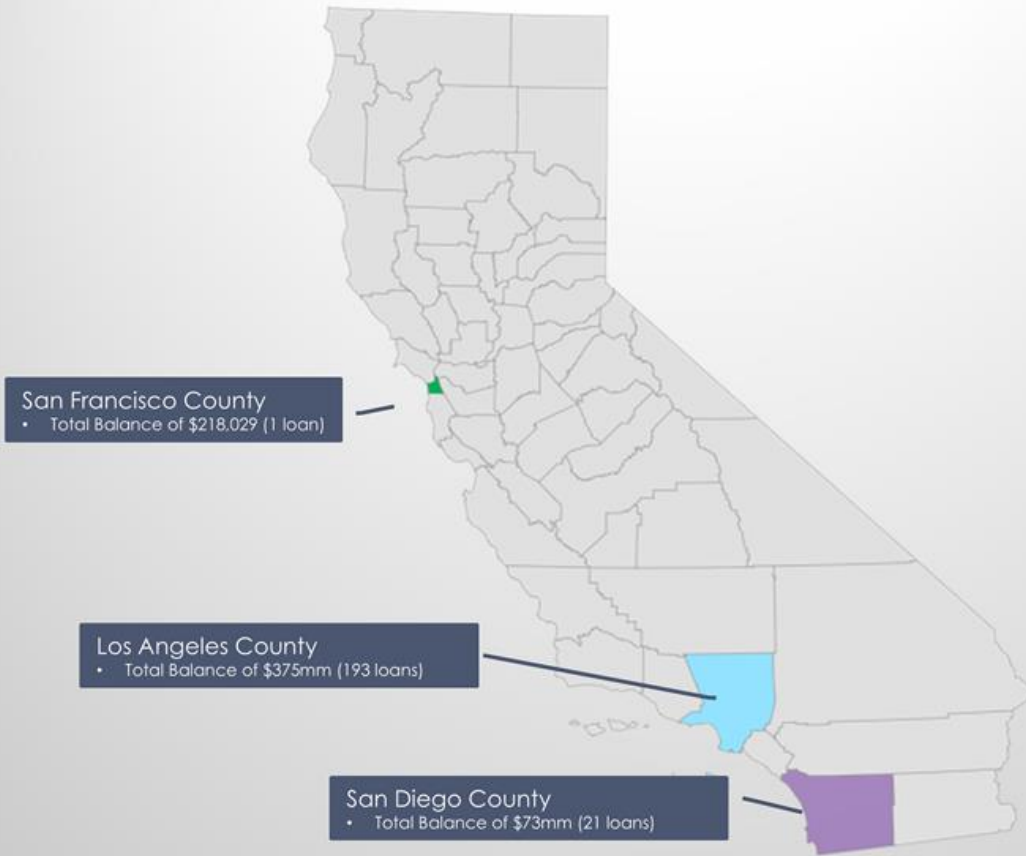 San Francisco County
• Total Balance of $218,029 (1 loan)
Los Angeles County
• Total Balance of $375mm (193 loans)
San Diego County
• Total Balance of $73mm (21 loans)